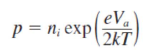 p = n_i exp(eV_a / 2kT)